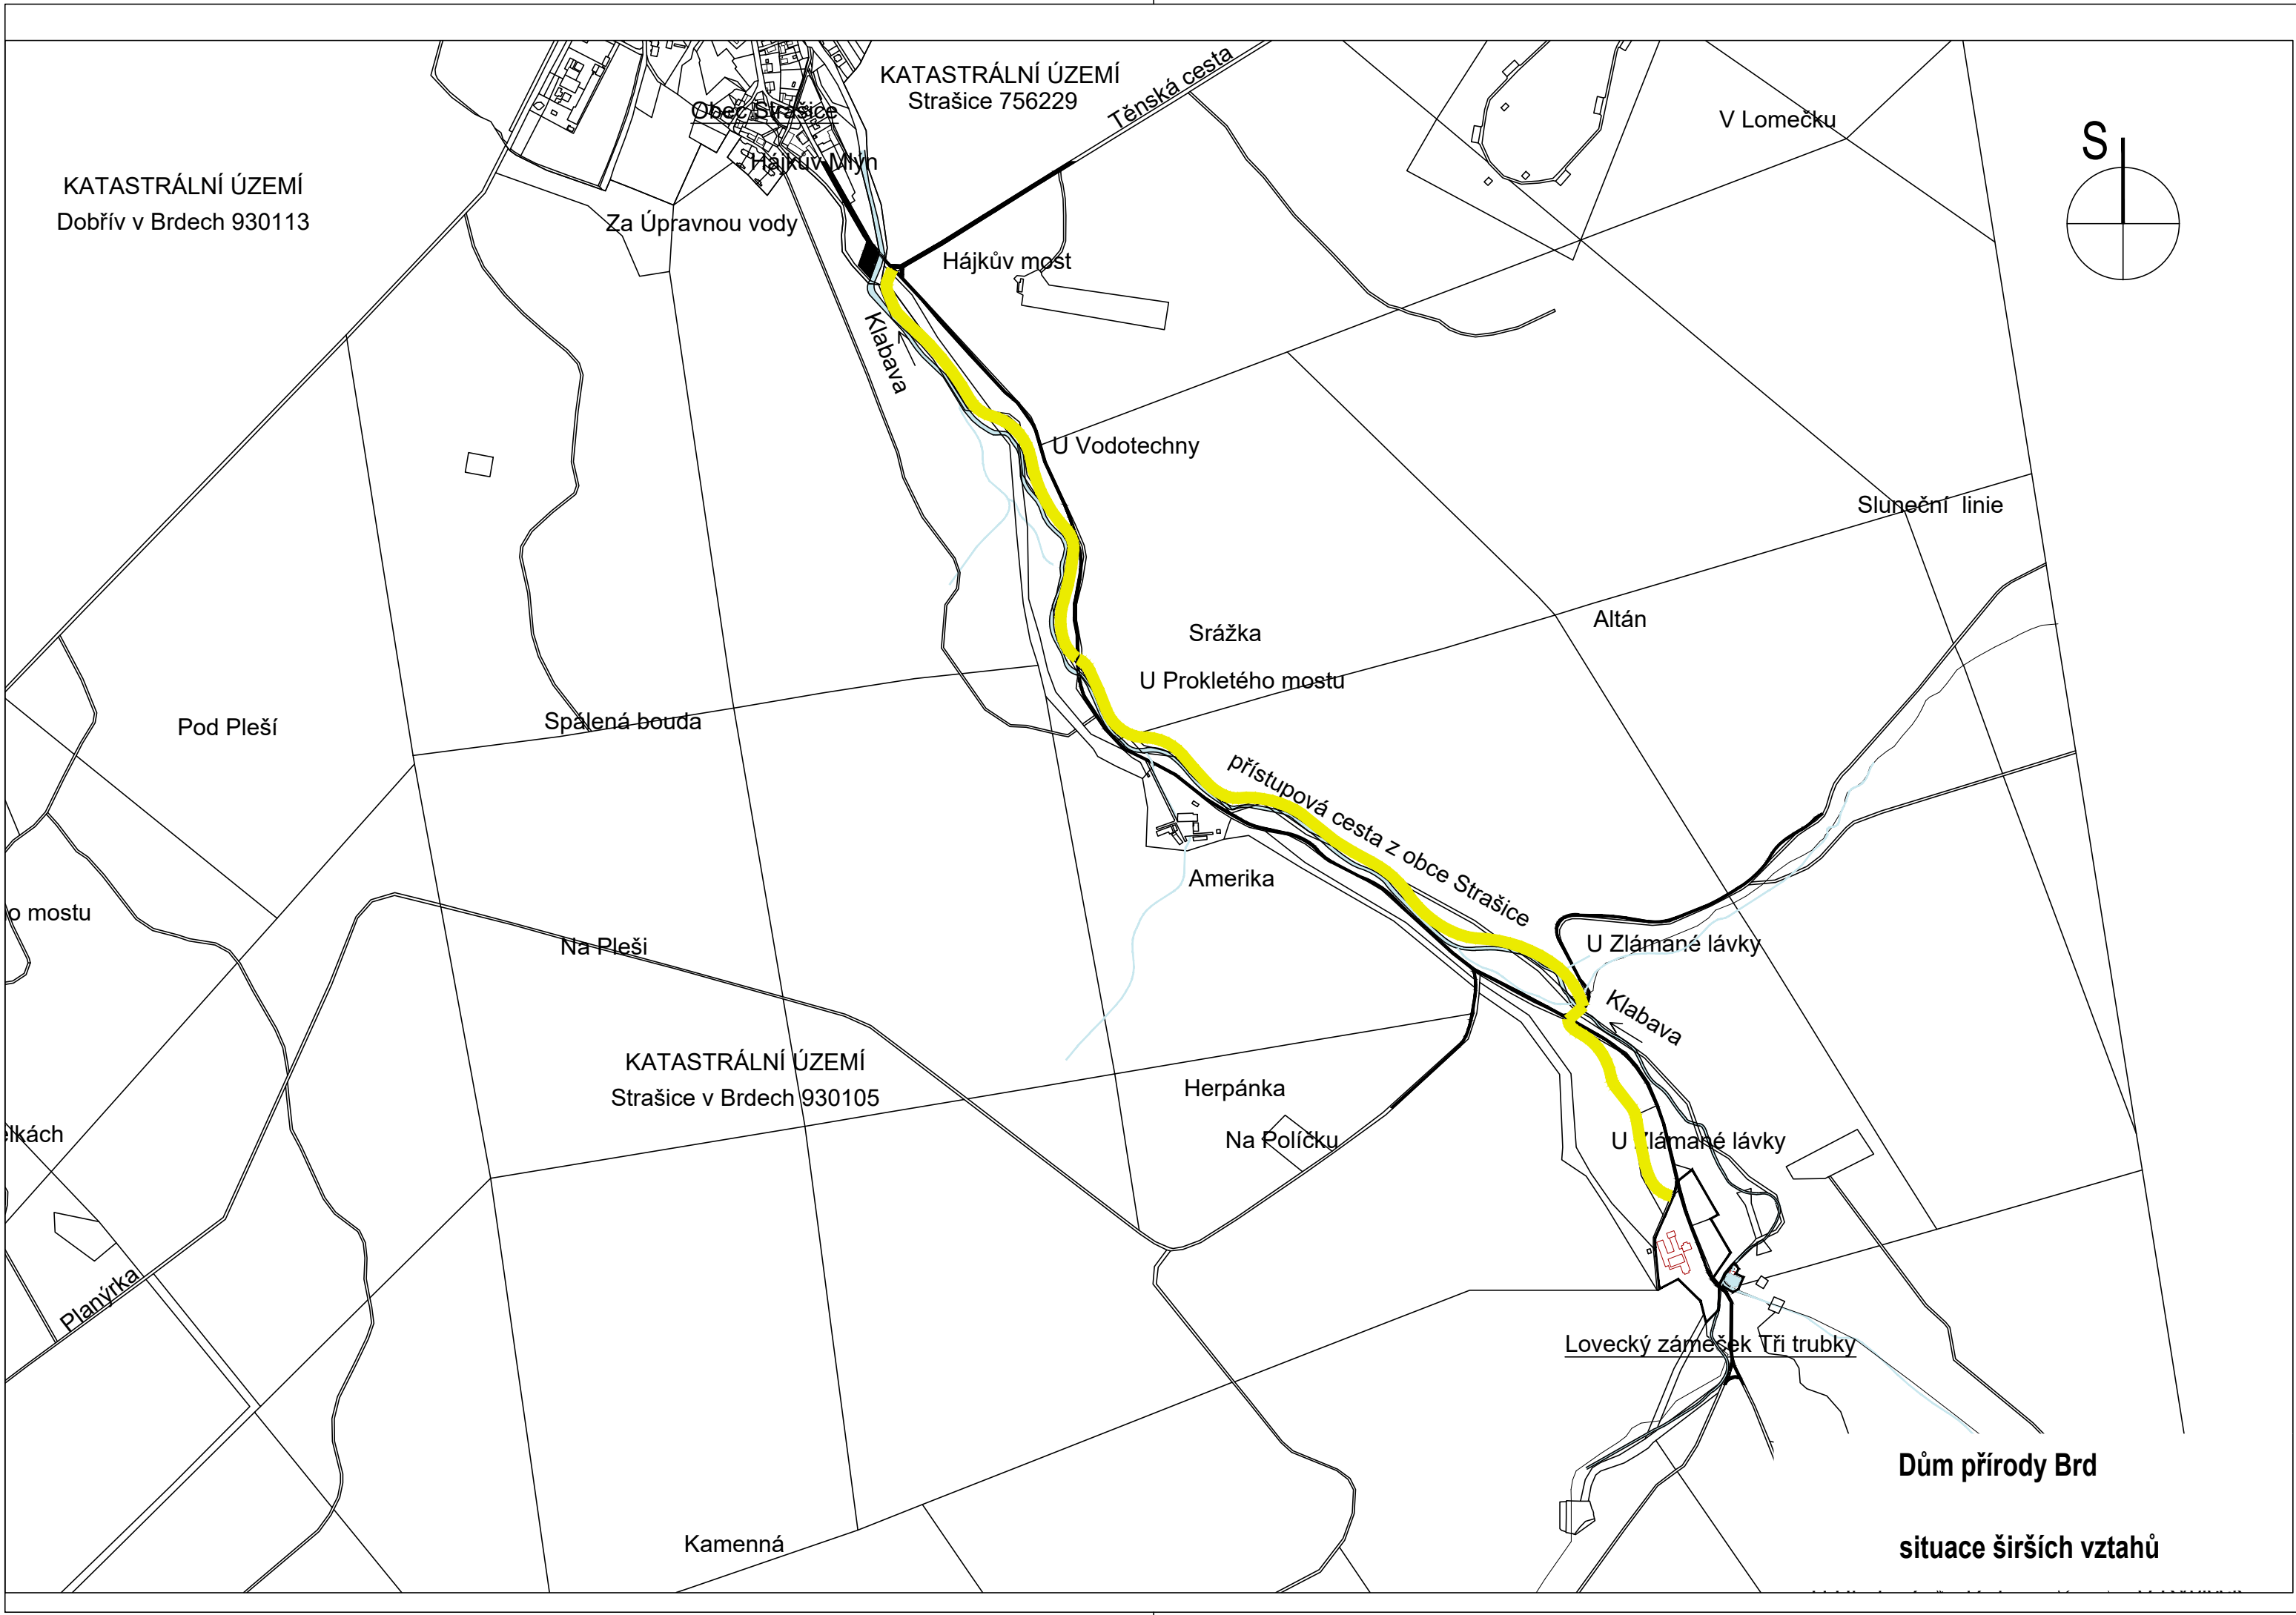 KATASTRÁLNÍ ÚZEMÍ
Strašice 756229
Těnská cesta
Obec Strašice
V Lomečku
S
Hájkův Mlýn
KATASTRÁLNÍ ÚZEMÍ
Dobřív v Brdech 930113
Za Úpravnou vody
Hájkův most
Klabava
U Vodotechny
Sluneční linie
Altán
Srážka
U Prokletého mostu
Pod Pleší
Spálená bouda
přístupová cesta z obce Strašice
Amerika
o mostu
Na Pleši
U Zlámané lávky
Klabava
KATASTRÁLNÍ ÚZEMÍ
Strašice v Brdech 930105
Herpánka
lkách
Na Políčku
U Zlámané lávky
Planýrka
Lovecký zámeček Tři trubky
Dům přírody Brd
Kamenná
situace širších vztahů